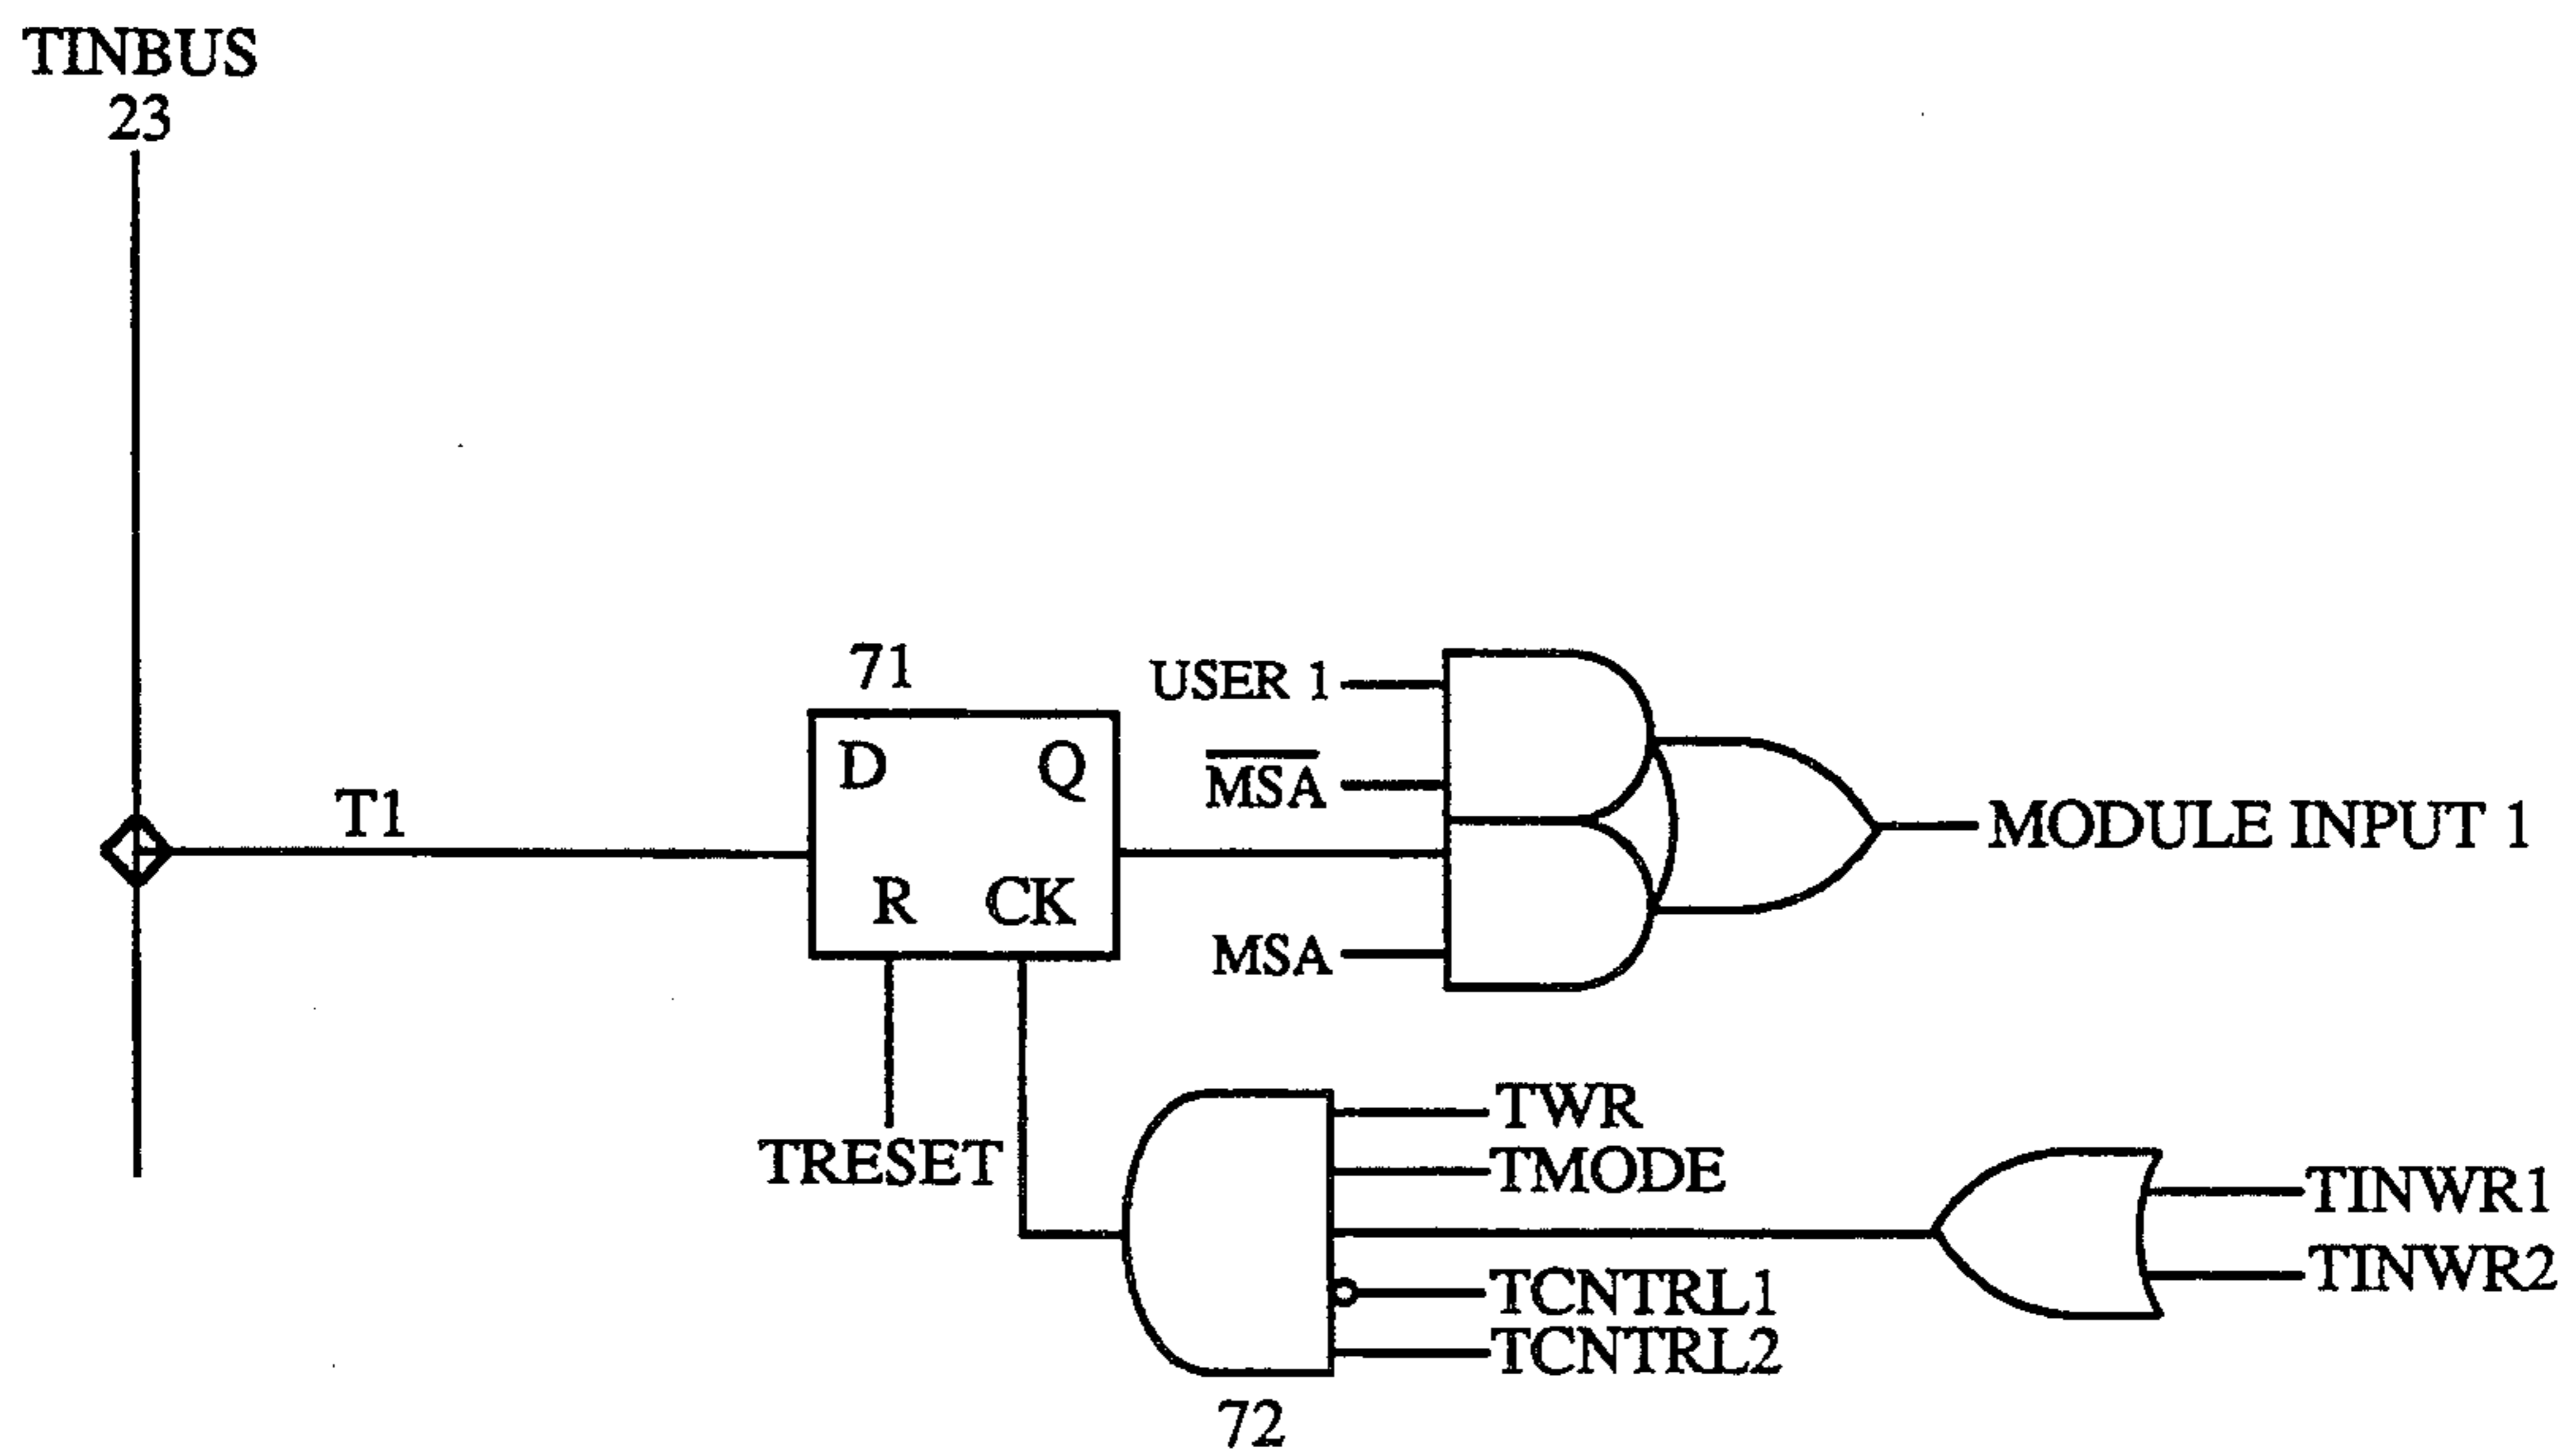 TINBUS
23
71
USER 1
D
Q
M̅S̅A̅
T1
MODULE INPUT 1
R
CK
MSA
TWR
TRESET
TMODE
TINWR1
TCNTRL1
TINWR2
TCNTRL2
72